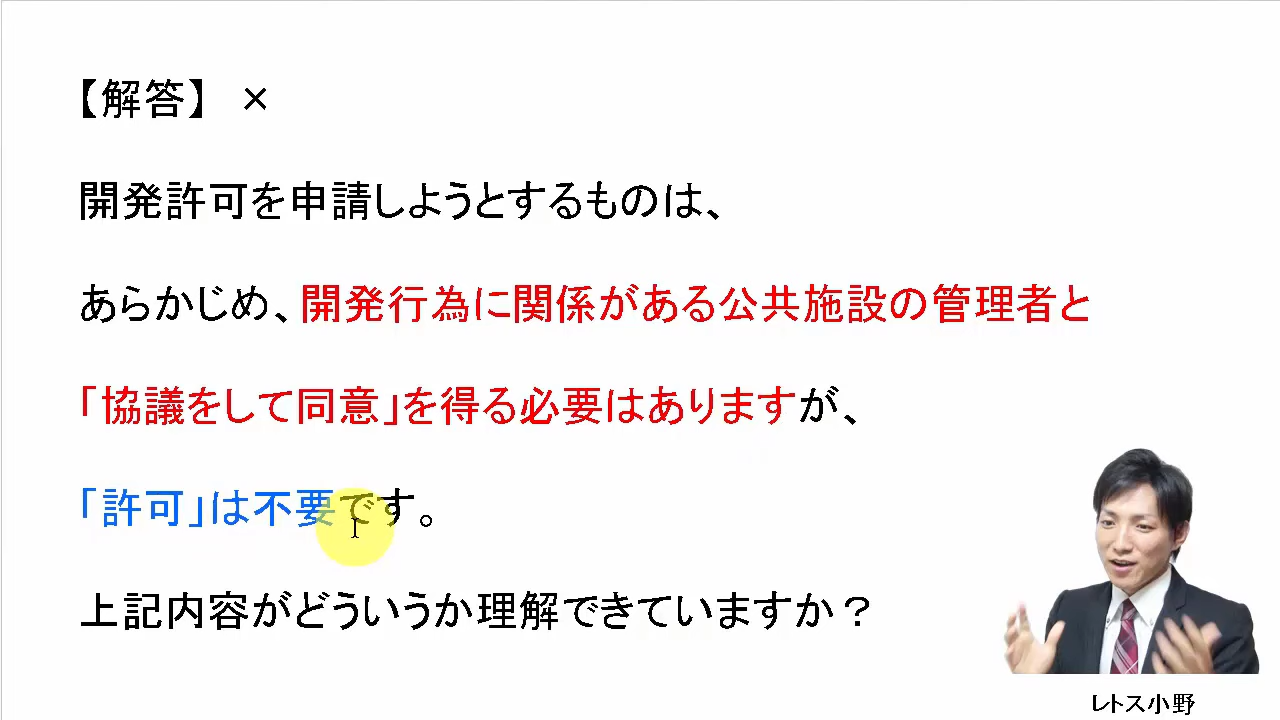 【解答】 ×
開発許可を申請しようとするものは、
あらかじめ、開発行為に関係がある公共施設の管理者と
「協議をして同意」を得る必要はありますが、
「許可」は不要です。
上記内容がどういうか理解できていますか？
レトス小野